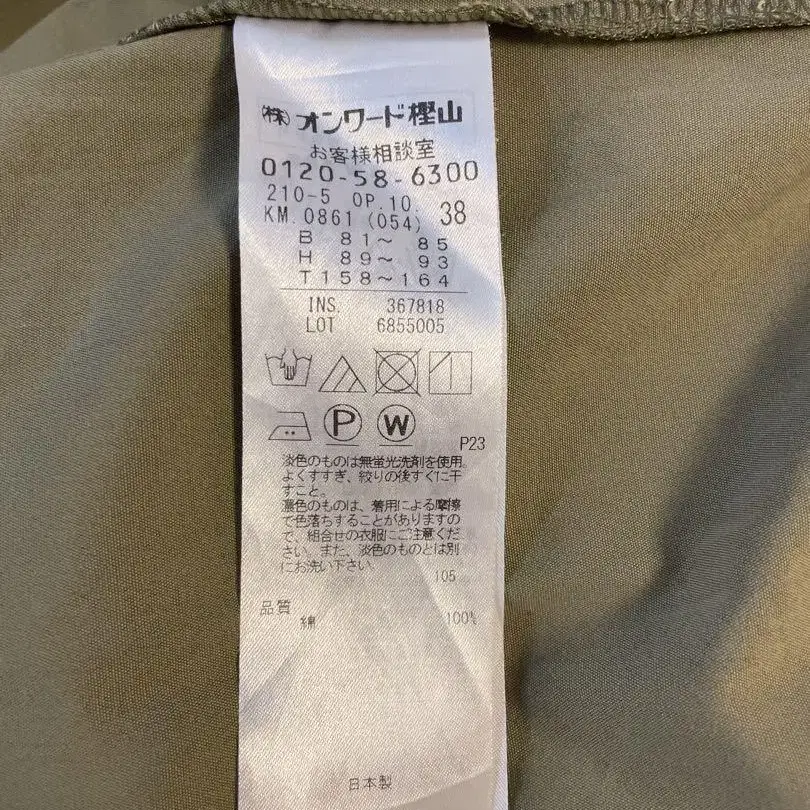 (株)オンワード樫山
お客様相談室
0120-58-6300
210-5 OP.10.
KM.0861 (054) 38
B 81～ 85
H 89～ 93
T158～164
INS. 367818
LOT 6855005
P W
P23
淡色のものは無蛍光洗剤を使用。
よくすすぎ、絞りの後すぐに干
すこと。
濃色のものは、着用による摩擦
で色落ちすることがありますの
で、組合せの衣服にご注意くだ
さい。また、淡色のものとは別
にお洗い下さい。
105
品質
綿 100%
日本製